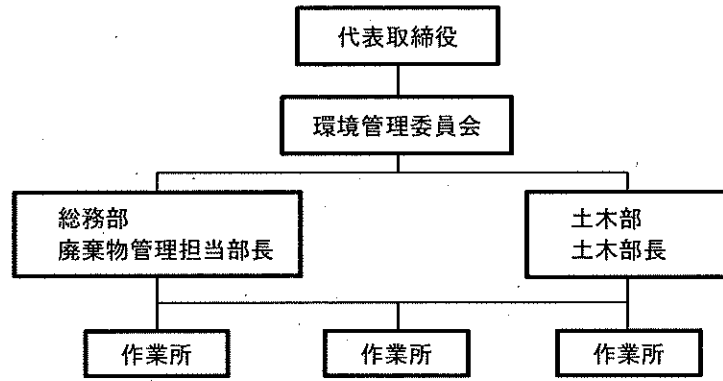 代表取締役
環境管理委員会
総務部
廃棄物管理担当部長
土木部
土木部長
作業所
作業所
作業所